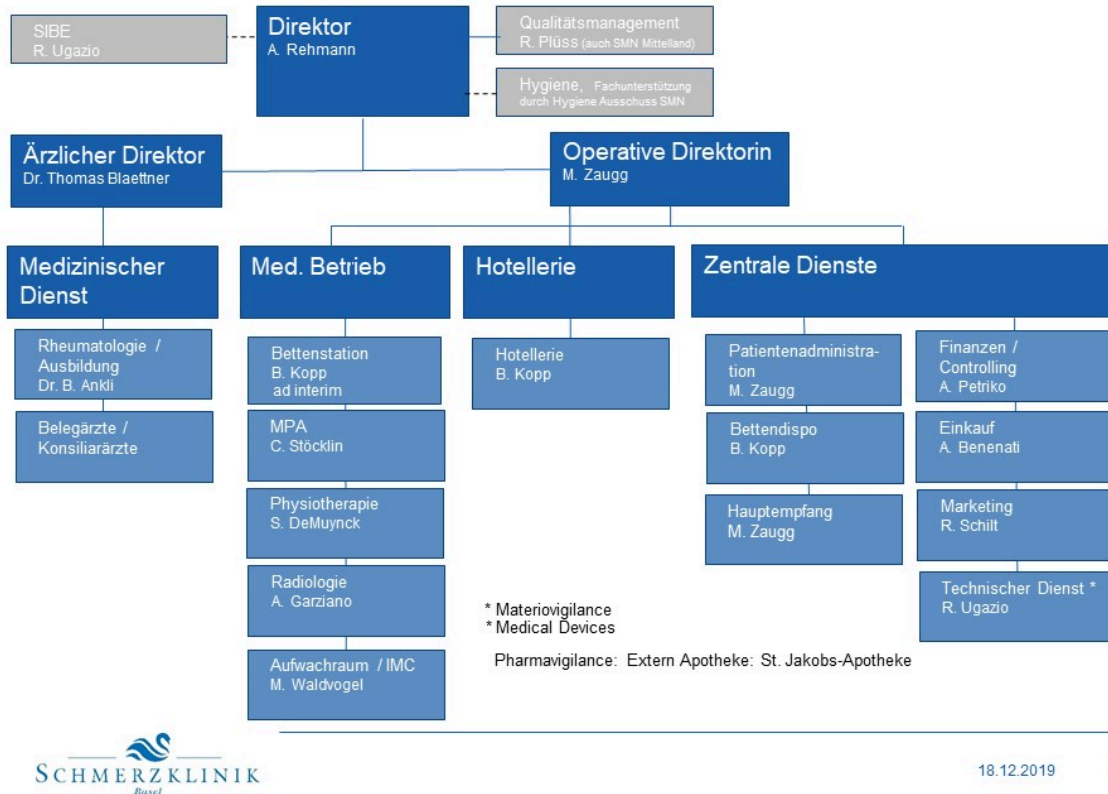 SIBE
R. Ugazio
Direktor
A. Rehmann
Qualitätsmanagement
R. Plüss (auch SMN Mittelland)
Hygiene, Fachunterstützung
durch Hygiene Ausschuss SMN
Ärzlicher Direktor
Dr. Thomas Blaettner
Operative Direktorin
M. Zaugg
Medizinischer
Dienst
Med. Betrieb
Hotellerie
Zentrale Dienste
Rheumatologie /
Ausbildung
Dr. B. Ankli
Belegärzte /
Konsiliarärzte
Bettenstation
B. Kopp
ad interim
MPA
C. Stöcklin
Physiotherapie
S. DeMuynck
Radiologie
A. Garziano
Aufwachraum / IMC
M. Waldvogel
Hotellerie
B. Kopp
Patientenadministra-
tion
M. Zaugg
Bettendispo
B. Kopp
Hauptempfang
M. Zaugg
Finanzen /
Controlling
A. Petriko
Einkauf
A. Benenati
Marketing
R. Schilt
Technischer Dienst *
R. Ugazio
* Materiovigilance
* Medical Devices
Pharmavigilance: Extern Apotheke: St. Jakobs-Apotheke
SCHMERZKLINIK
Basel
18.12.2019